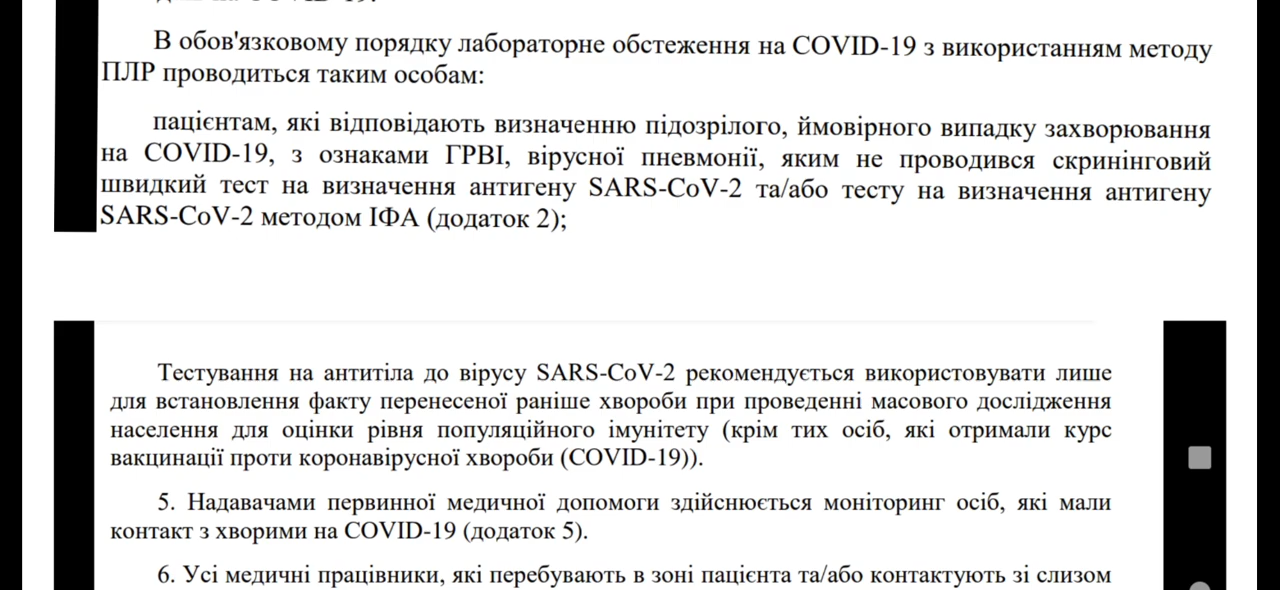 В обов'язковому порядку лабораторне обстеження на COVID-19 з використанням методу
ПЛР проводиться таким особам:
пацієнтам, які відповідають визначенню підозрілого, ймовірного випадку захворювання
на COVID-19, з ознаками ГРВІ, вірусної пневмонії, яким не проводився скринінговий
швидкий тест на визначення антигену SARS-CoV-2 та/або тесту на визначення антигену
SARS-CoV-2 методом ІФА (додаток 2);
Тестування на антитіла до вірусу SARS-CoV-2 рекомендується використовувати лише
для встановлення факту перенесеної раніше хвороби при проведенні масового дослідження
населення для оцінки рівня популяційного імунітету (крім тих осіб, які отримали курс
вакцинації проти коронавірусної хвороби (COVID-19)).
5. Надавачами первинної медичної допомоги здійснюється моніторинг осіб, які мали
контакт з хворими на COVID-19 (додаток 5).
6. Усі медичні працівники, які перебувають в зоні пацієнта та/або контактують зі слизом